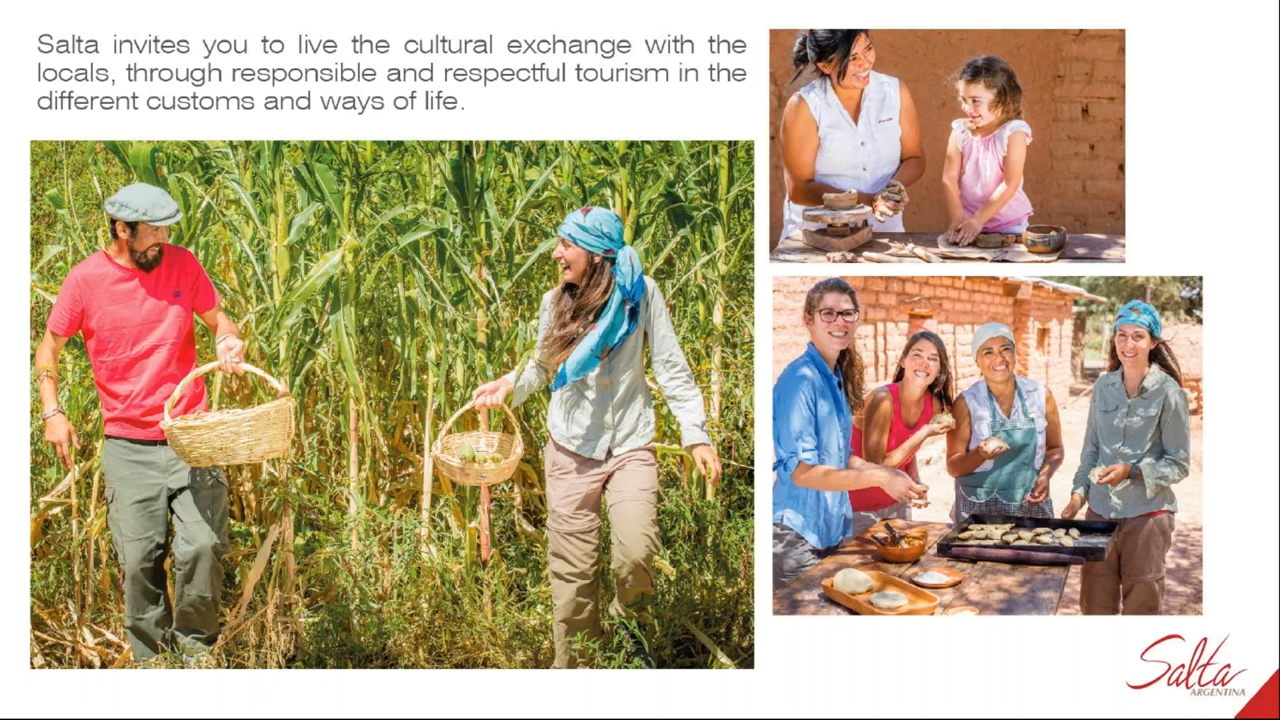 Salta invites you to live the cultural exchange with the
locals, through responsible and respectful tourism in the
different customs and ways of life.
Salta
ARGENTINA